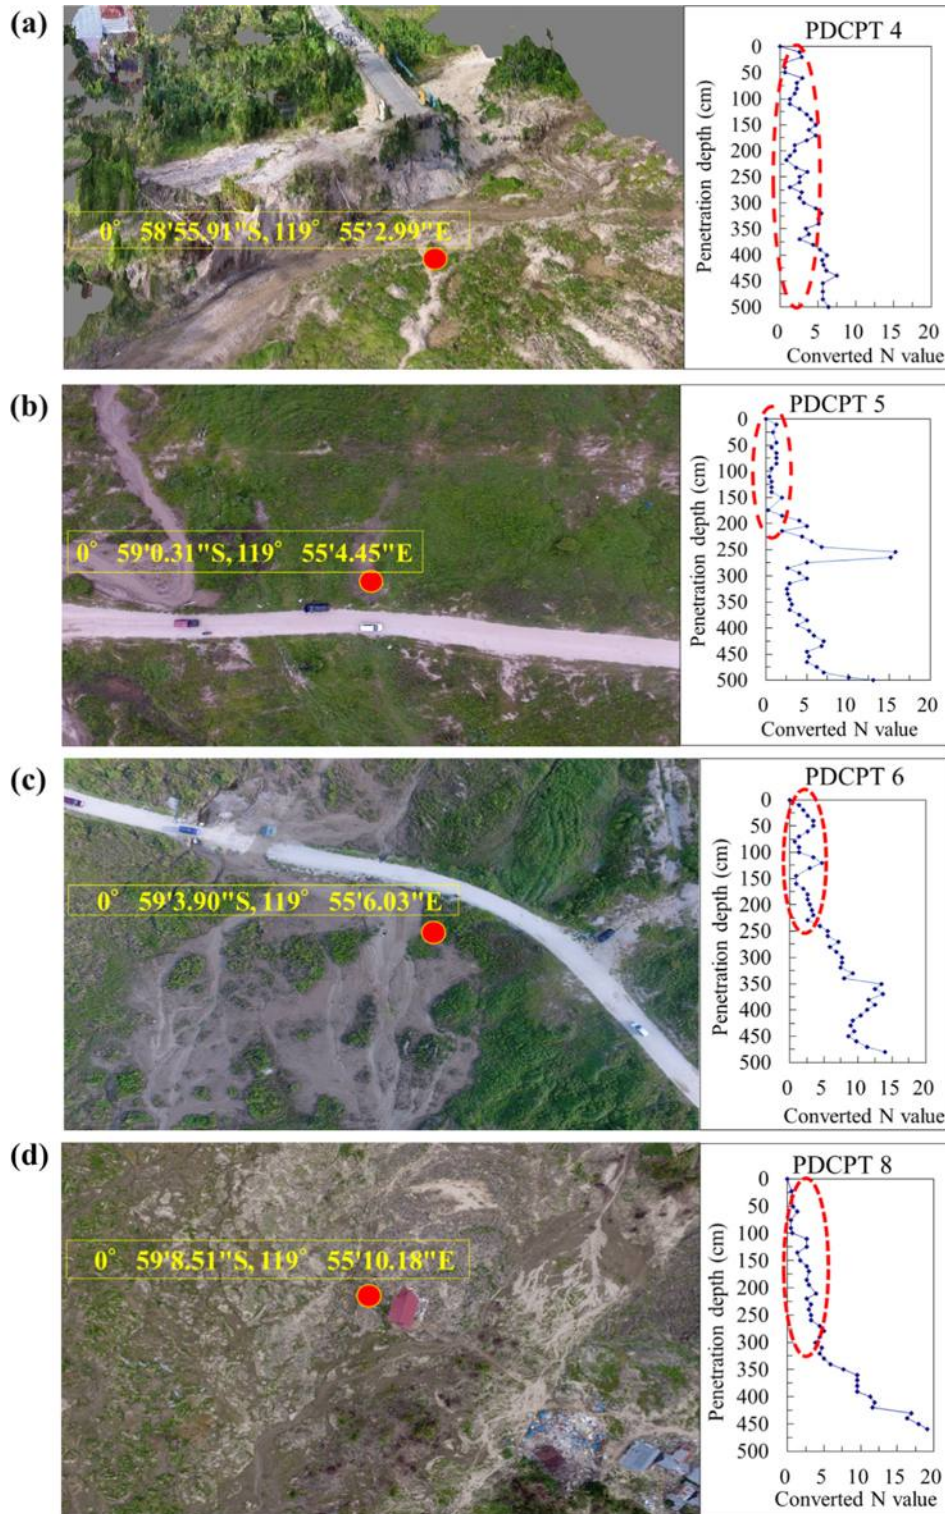 (a)
0° 58'55.91"S, 119° 55'2.99"E
PDCPT 4
Penetration depth (cm)
0
50
100
150
200
250
300
350
400
450
500
0 5 10 15 20
Converted N value
(b)
0° 59'0.31"S, 119° 55'4.45"E
PDCPT 5
Penetration depth (cm)
0
50
100
150
200
250
300
350
400
450
500
0 5 10 15 20
Converted N value
(c)
0° 59'3.90"S, 119° 55'6.03"E
PDCPT 6
Penetration depth (cm)
0
50
100
150
200
250
300
350
400
450
500
0 5 10 15 20
Converted N value
(d)
0° 59'8.51"S, 119° 55'10.18"E
PDCPT 8
Penetration depth (cm)
0
50
100
150
200
250
300
350
400
450
500
0 5 10 15 20
Converted N value